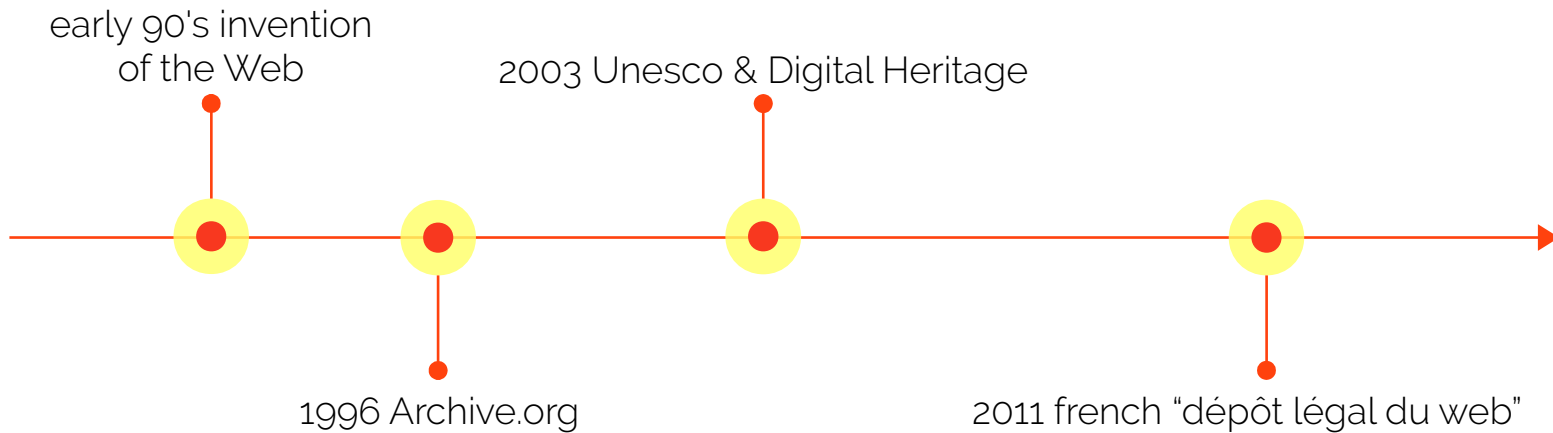 early 90's invention
of the Web
2003 Unesco & Digital Heritage
1996 Archive.org
2011 french “dépôt légal du web”